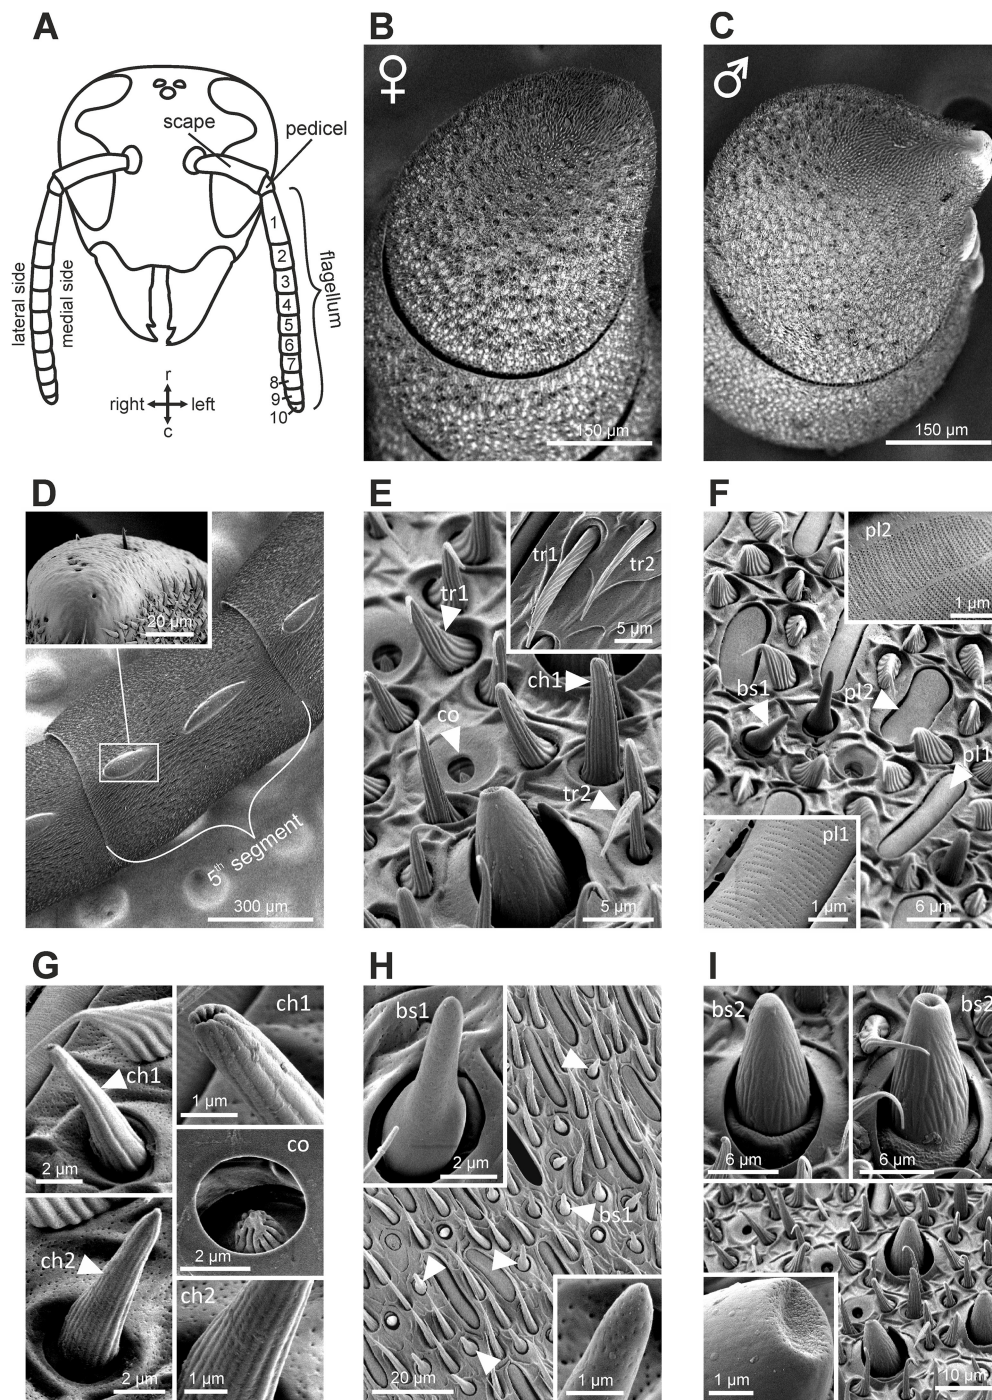 A
B
C
♀
♂
scape
pedicel
1
2
3
4
5
6
7
8
9
10
flagellum
lateral side
medial side
r
right
left
c
150 µm
150 µm
D
E
F
20 µm
5th segment
300 µm
tr1
tr2
5 µm
tr1
ch1
co
tr2
5 µm
pl2
1 µm
bs1
pl2
pl1
pl1
1 µm
6 µm
G
H
I
ch1
2 µm
ch1
1 µm
co
2 µm
ch2
2 µm
ch2
1 µm
bs1
2 µm
bs1
20 µm
1 µm
bs2
6 µm
bs2
6 µm
1 µm
10 µm